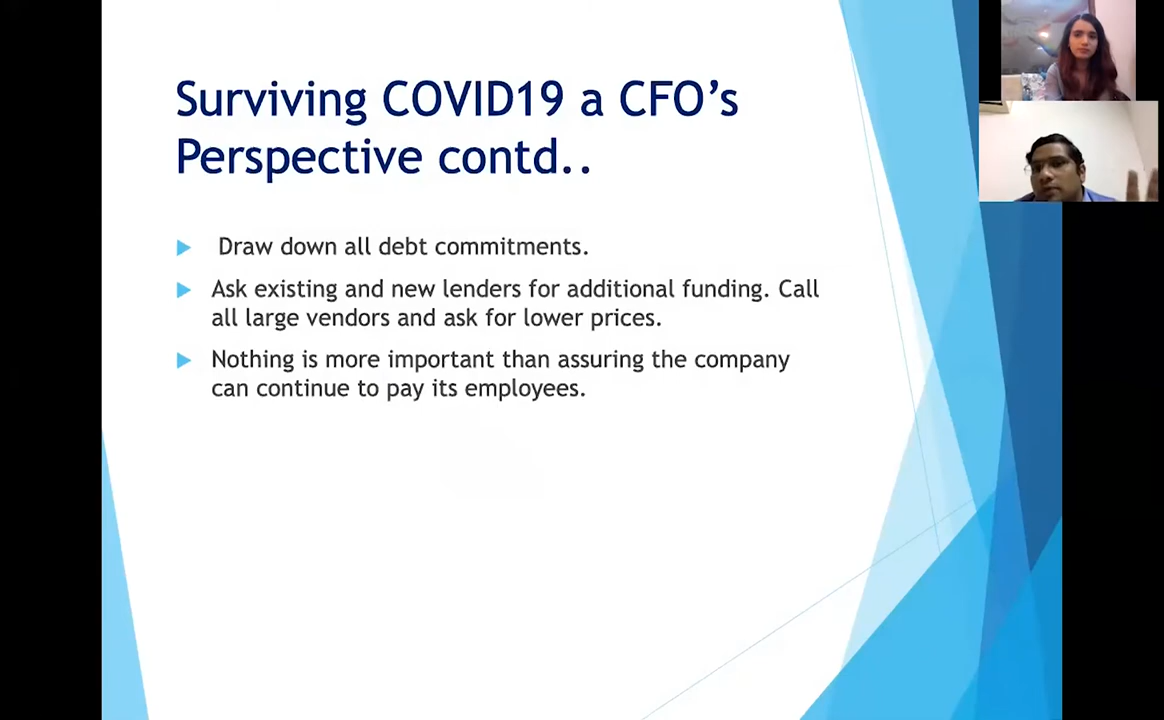 Surviving COVID19 a CFO's
Perspective contd..
Draw down all debt commitments.
Ask existing and new lenders for additional funding. Call
all large vendors and ask for lower prices.
Nothing is more important than assuring the company
can continue to pay its employees.